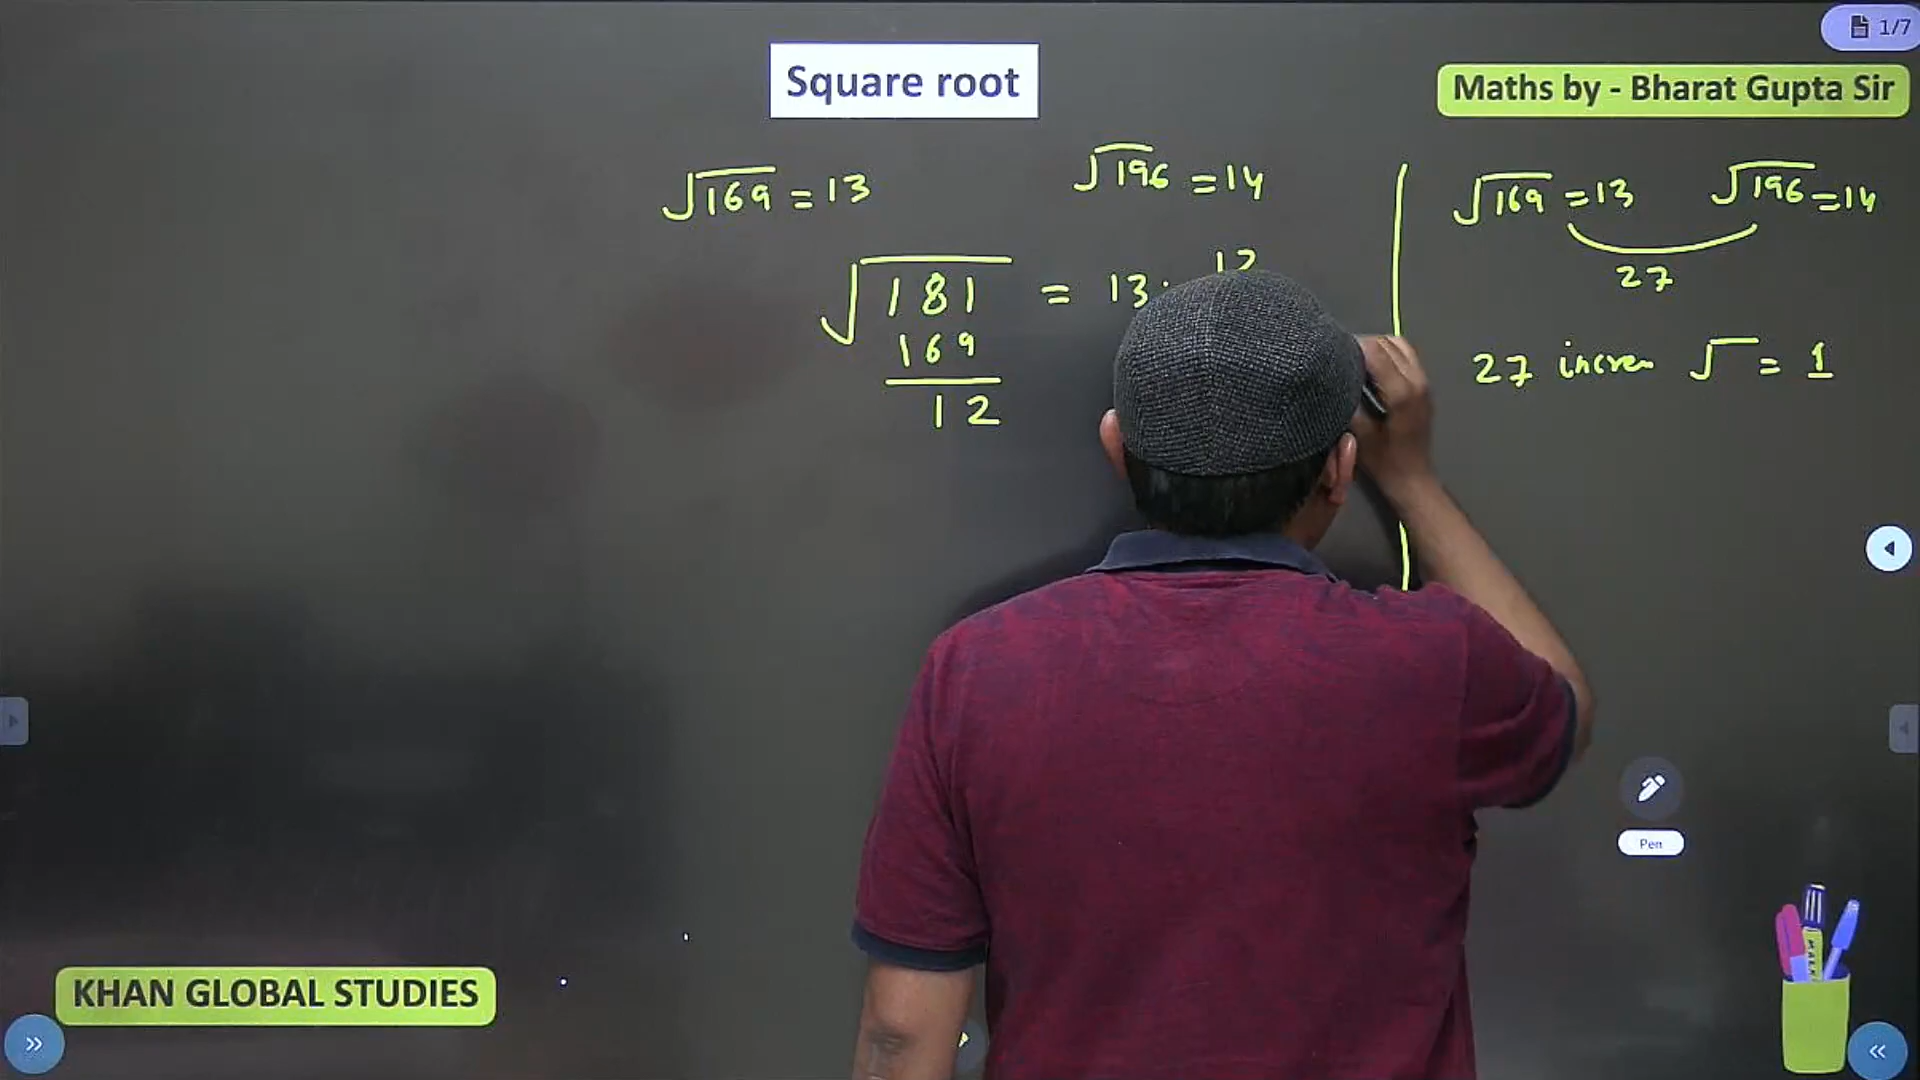 1/7
Square root
Maths by - Bharat Gupta Sir
√169 = 13
√196 = 14
√181 = 13.
169
12
√169 = 13 √196 = 14
27
27 increa √ = 1
Pen
KHAN GLOBAL STUDIES